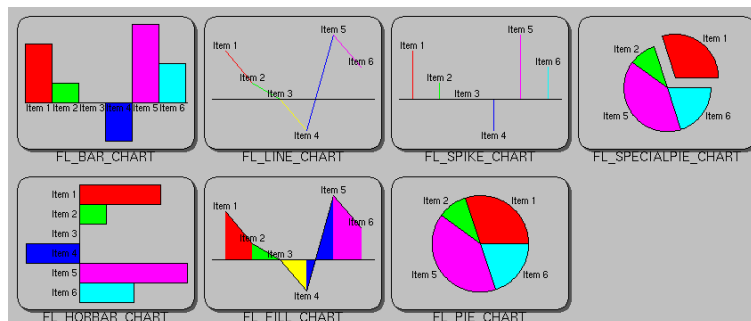 Item 1 Item 2 Item 3 Item 4 Item 5 Item 6
FL_BAR_CHART
Item 1
Item 2
Item 3
Item 4
Item 5
Item 6
FL_LINE_CHART
Item 1
Item 2
Item 3
Item 4
Item 5
Item 6
FL_SPIKE_CHART
Item 1
Item 2
Item 5
Item 6
FL_SPECIALPIE_CHART
Item 1
Item 2
Item 3
Item 4
Item 5
Item 6
FL_HORBAR_CHART
Item 1
Item 2
Item 3
Item 4
Item 5
Item 6
FL_FILL_CHART
Item 1
Item 2
Item 5
Item 6
FL_PIE_CHART